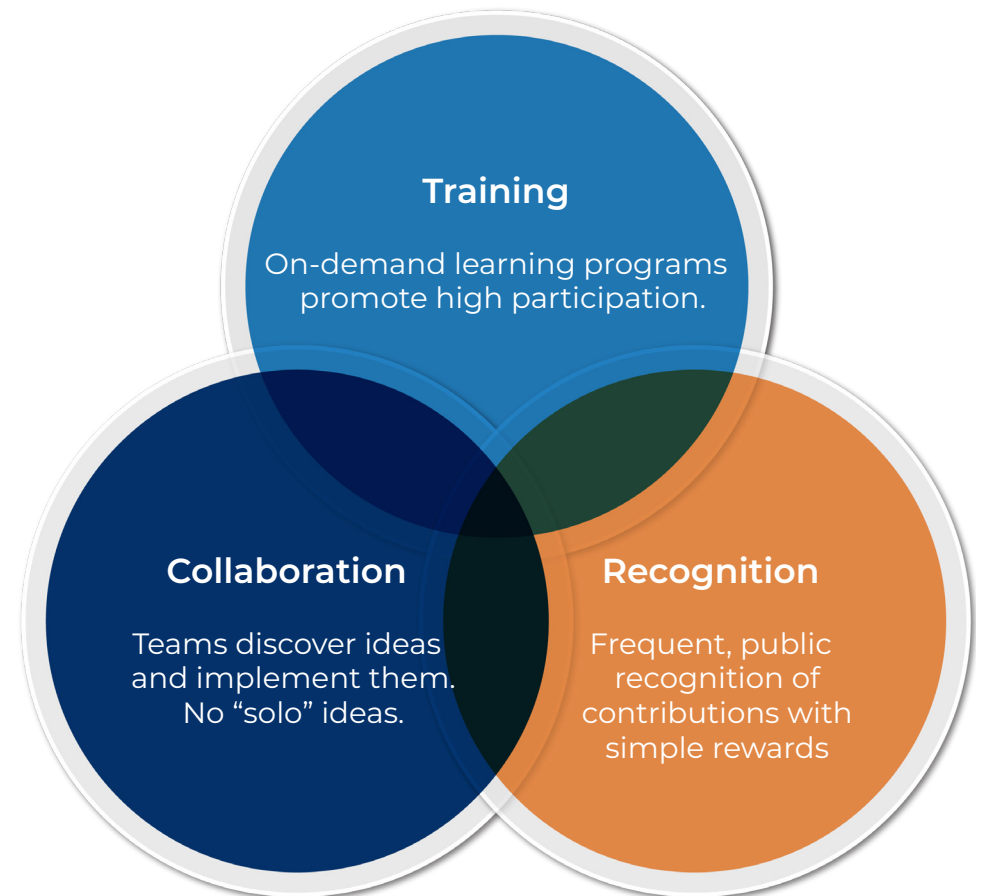 Training
On-demand learning programs
promote high participation.
Collaboration
Teams discover ideas
and implement them.
No “solo” ideas.
Recognition
Frequent, public
recognition of
contributions with
simple rewards